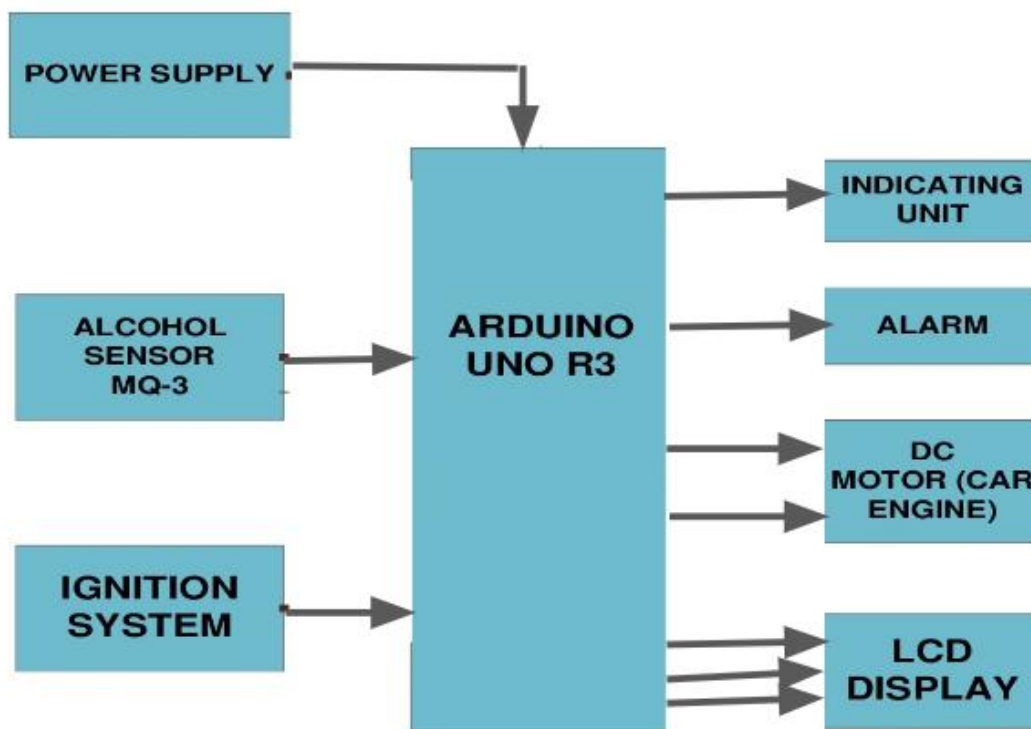 POWER SUPPLY
INDICATING
UNIT
ALCOHOL
SENSOR
MQ-3
ARDUINO
UNO R3
ALARM
DC
MOTOR (CAR
ENGINE)
IGNITION
SYSTEM
LCD
DISPLAY